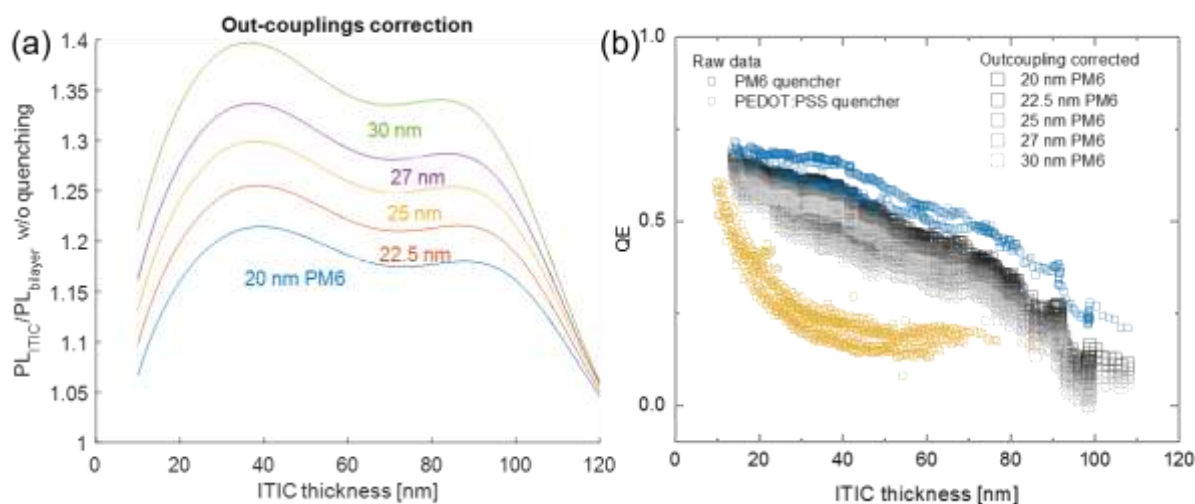 (a)
Out-couplings correction
PL_ITIC/PL_bilayer w/o quenching
1.4
1.35
1.3
1.25
1.2
1.15
1.1
1.05
1
30 nm
27 nm
25 nm
22.5 nm
20 nm PM6
0 20 40 60 80 100 120
ITIC thickness [nm]
(b)
QE
1.0
0.5
0.0
Raw data
PM6 quencher
PEDOT:PSS quencher
Outcoupling corrected
20 nm PM6
22.5 nm PM6
25 nm PM6
27 nm PM6
30 nm PM6
0 20 40 60 80 100 120
ITIC thickness [nm]